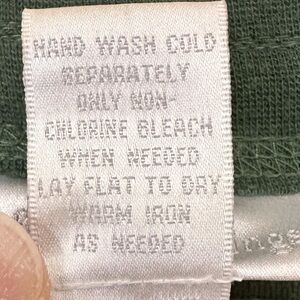 HAND WASH COLD
SEPARATELY
ONLY NON-
CHLORINE BLEACH
WHEN NEEDED
LAY FLAT TO DRY
WARM IRON
AS NEEDED